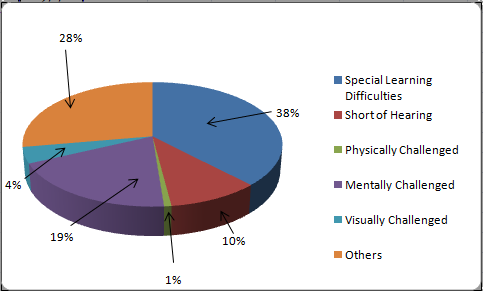 28%
38%
4%
19%
10%
1%
Special Learning
Difficulties
Short of Hearing
Physically Challenged
Mentally Challenged
Visually Challenged
Others